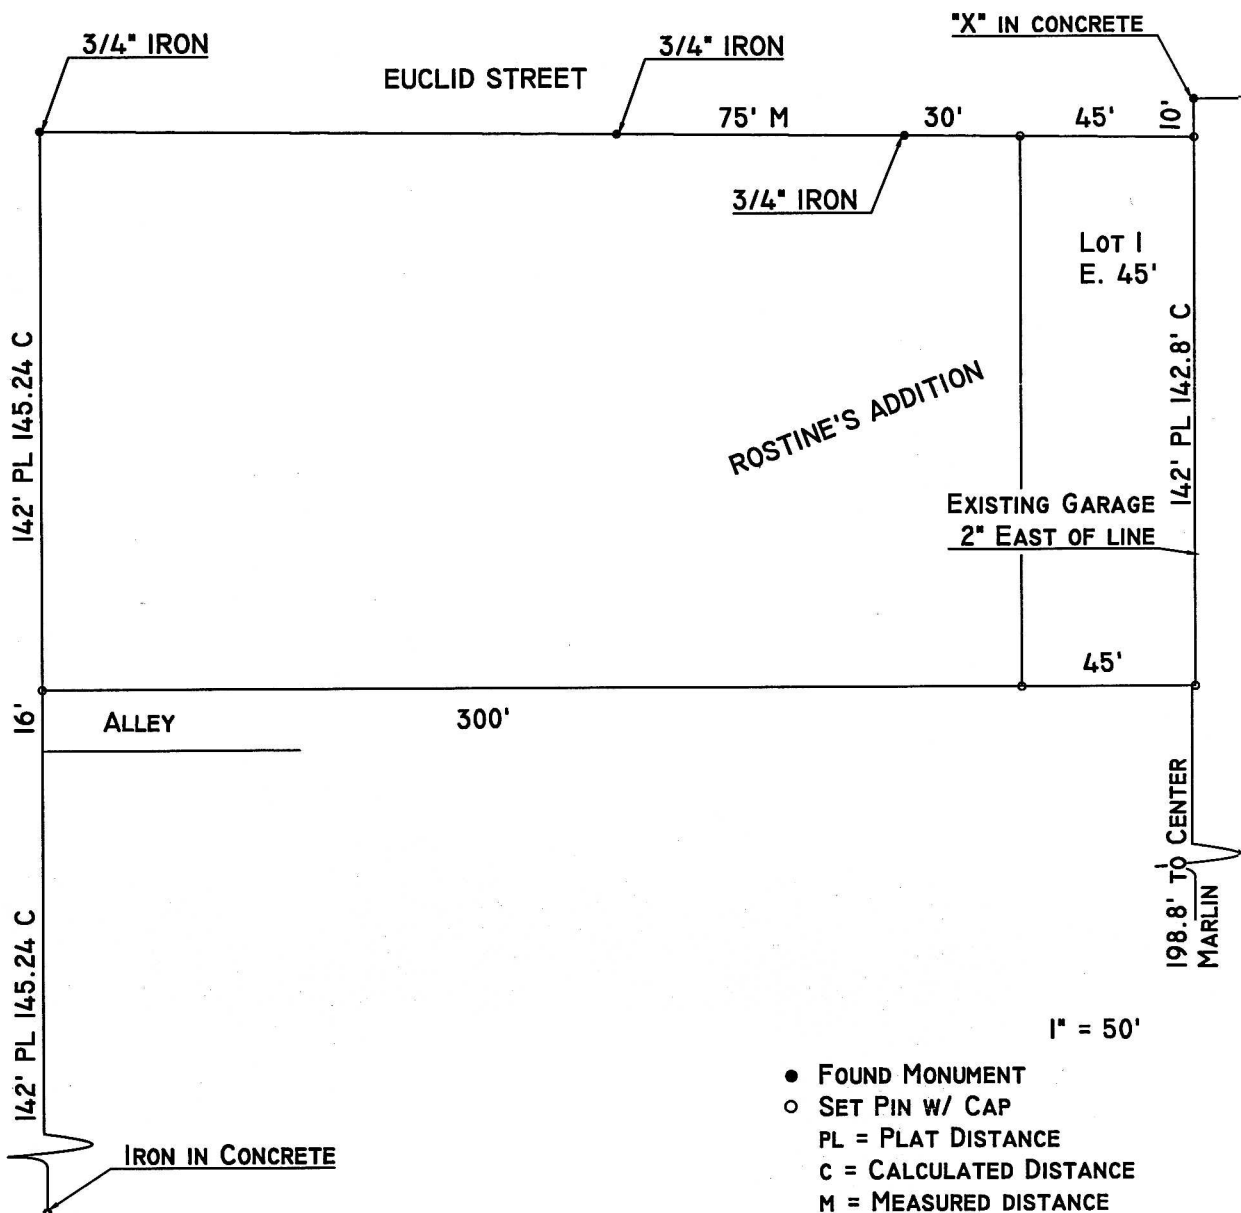 "X" IN CONCRETE
3/4" IRON
3/4" IRON
EUCLID STREET
75' M
30'
45'
10'
3/4" IRON
LOT 1
E. 45'
142' PL 145.24 C
142' PL 142.8' C
ROSTINE'S ADDITION
EXISTING GARAGE
2" EAST OF LINE
45'
16'
ALLEY
300'
198.8' TO CENTER
MARLIN
142' PL 145.24 C
1" = 50'
FOUND MONUMENT
SET PIN W/ CAP
PL = PLAT DISTANCE
C = CALCULATED DISTANCE
M = MEASURED DISTANCE
IRON IN CONCRETE